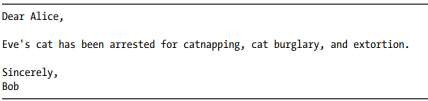 Dear Alice,
Eve's cat has been arrested for catnapping, cat burglary, and extortion.
Sincerely,
Bob